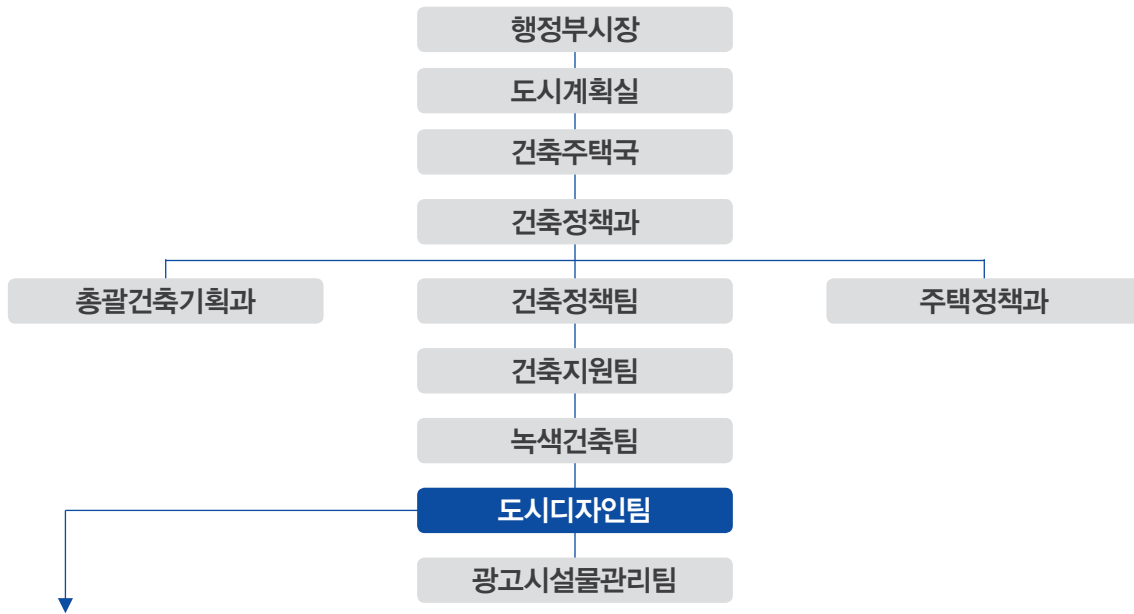 행정부시장
도시계획실
건축주택국
건축정책과
총괄건축기획과
건축정책팀
주택정책과
건축지원팀
녹색건축팀
도시디자인팀
광고시설물관리팀